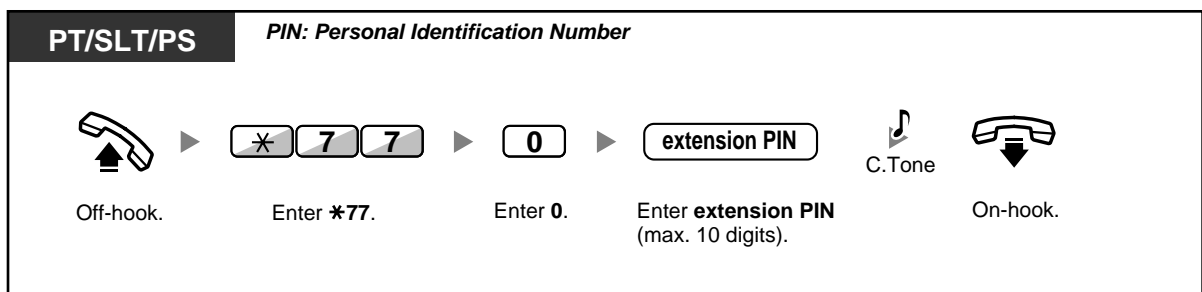 PT/SLT/PS
PIN: Personal Identification Number
* 7 7
0
extension PIN
C.Tone
Off-hook.
Enter *77.
Enter 0.
Enter extension PIN
(max. 10 digits).
On-hook.